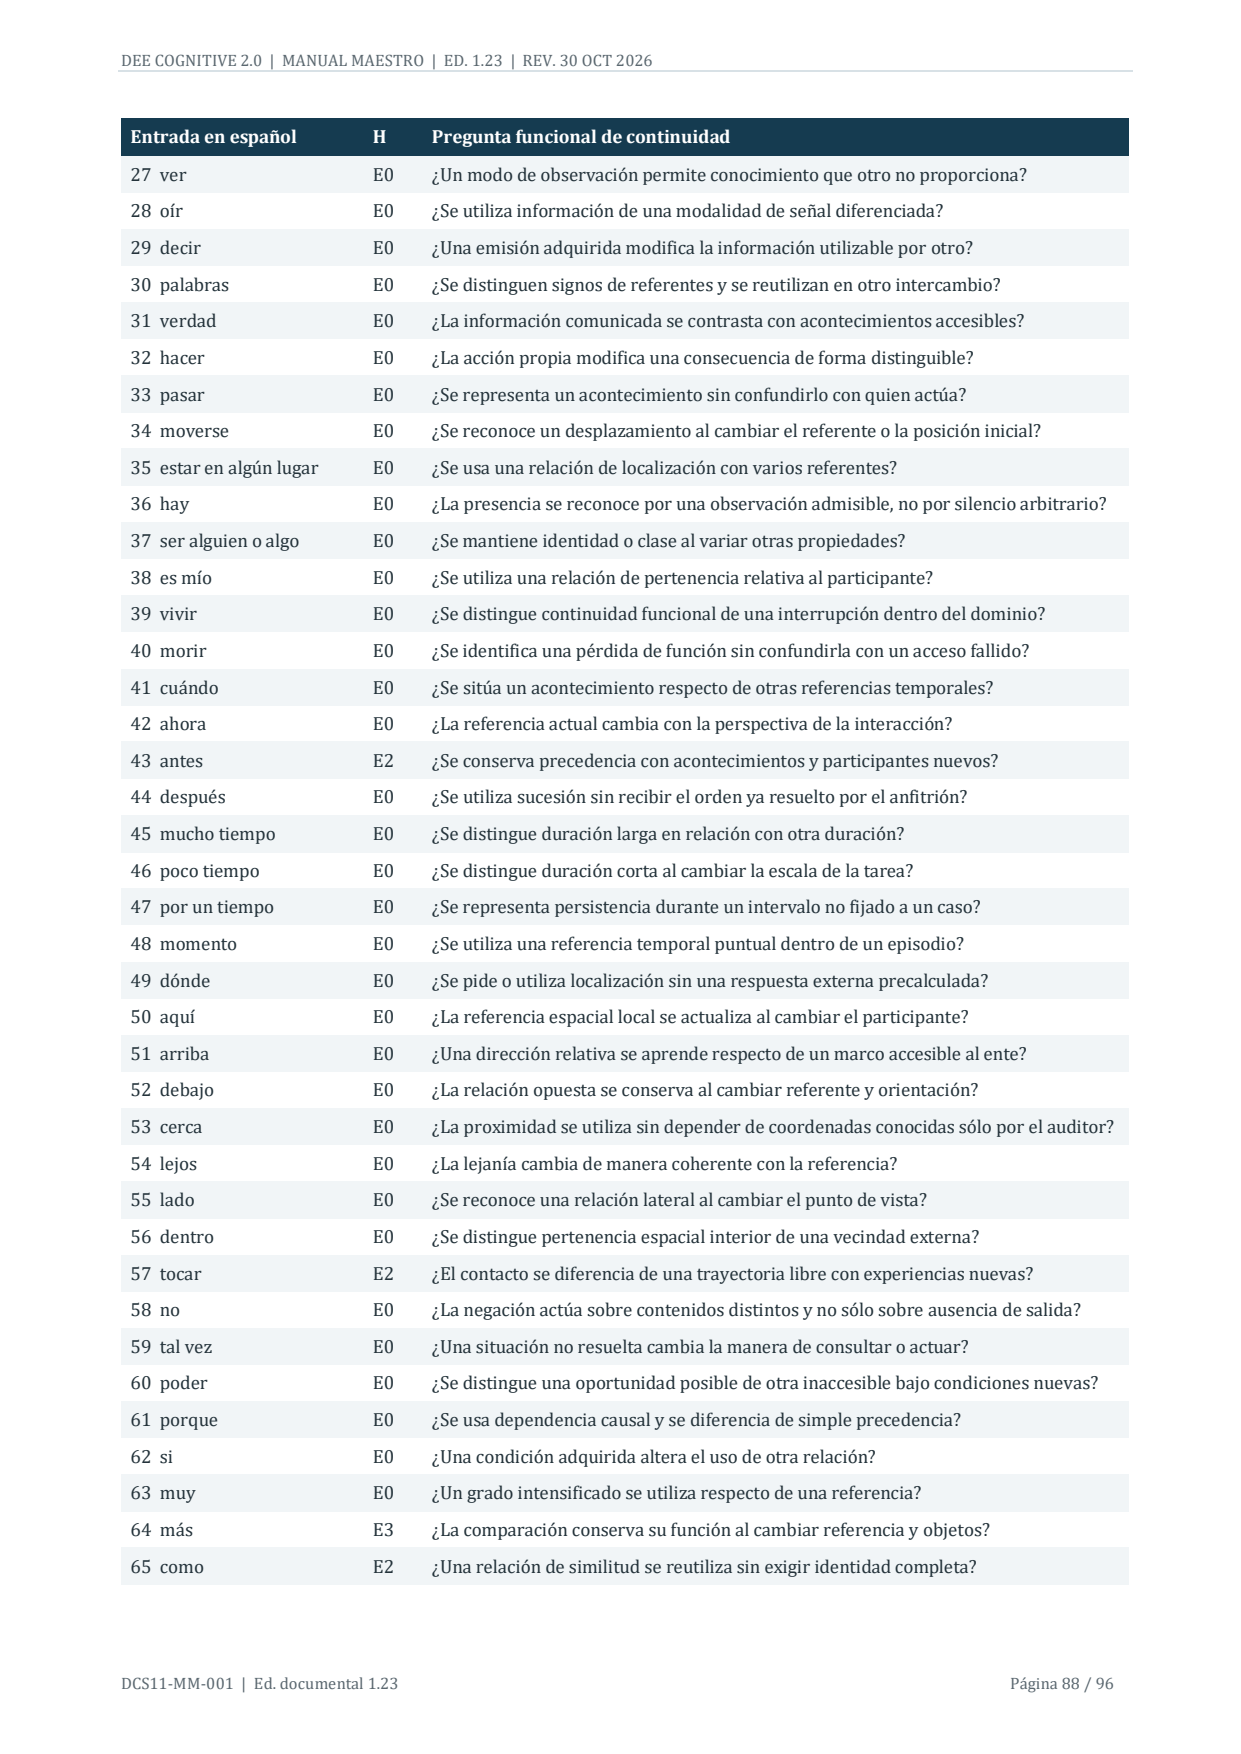 DEE COGNITIVE 2.0 | MANUAL MAESTRO | ED. 1.23 | REV. 30 OCT 2026
Entrada en español H Pregunta funcional de continuidad
27 ver E0 ¿Un modo de observación permite conocimiento que otro no proporciona?
28 oír E0 ¿Se utiliza información de una modalidad de señal diferenciada?
29 decir E0 ¿Una emisión adquirida modifica la información utilizable por otro?
30 palabras E0 ¿Se distinguen signos de referentes y se reutilizan en otro intercambio?
31 verdad E0 ¿La información comunicada se contrasta con acontecimientos accesibles?
32 hacer E0 ¿La acción propia modifica una consecuencia de forma distinguible?
33 pasar E0 ¿Se representa un acontecimiento sin confundirlo con quien actúa?
34 moverse E0 ¿Se reconoce un desplazamiento al cambiar el referente o la posición inicial?
35 estar en algún lugar E0 ¿Se usa una relación de localización con varios referentes?
36 hay E0 ¿La presencia se reconoce por una observación admisible, no por silencio arbitrario?
37 ser alguien o algo E0 ¿Se mantiene identidad o clase al variar otras propiedades?
38 es mío E0 ¿Se utiliza una relación de pertenencia relativa al participante?
39 vivir E0 ¿Se distingue continuidad funcional de una interrupción dentro del dominio?
40 morir E0 ¿Se identifica una pérdida de función sin confundirla con un acceso fallido?
41 cuándo E0 ¿Se sitúa un acontecimiento respecto de otras referencias temporales?
42 ahora E0 ¿La referencia actual cambia con la perspectiva de la interacción?
43 antes E2 ¿Se conserva precedencia con acontecimientos y participantes nuevos?
44 después E0 ¿Se utiliza sucesión sin recibir el orden ya resuelto por el anfitrión?
45 mucho tiempo E0 ¿Se distingue duración larga en relación con otra duración?
46 poco tiempo E0 ¿Se distingue duración corta al cambiar la escala de la tarea?
47 por un tiempo E0 ¿Se representa persistencia durante un intervalo no fijado a un caso?
48 momento E0 ¿Se utiliza una referencia temporal puntual dentro de un episodio?
49 dónde E0 ¿Se pide o utiliza localización sin una respuesta externa precalculada?
50 aquí E0 ¿La referencia espacial local se actualiza al cambiar el participante?
51 arriba E0 ¿Una dirección relativa se aprende respecto de un marco accesible al ente?
52 debajo E0 ¿La relación opuesta se conserva al cambiar referente y orientación?
53 cerca E0 ¿La proximidad se utiliza sin depender de coordenadas conocidas sólo por el auditor?
54 lejos E0 ¿La lejanía cambia de manera coherente con la referencia?
55 lado E0 ¿Se reconoce una relación lateral al cambiar el punto de vista?
56 dentro E0 ¿Se distingue pertenencia espacial interior de una vecindad externa?
57 tocar E2 ¿El contacto se diferencia de una trayectoria libre con experiencias nuevas?
58 no E0 ¿La negación actúa sobre contenidos distintos y no sólo sobre ausencia de salida?
59 tal vez E0 ¿Una situación no resuelta cambia la manera de consultar o actuar?
60 poder E0 ¿Se distingue una oportunidad posible de otra inaccesible bajo condiciones nuevas?
61 porque E0 ¿Se usa dependencia causal y se diferencia de simple precedencia?
62 si E0 ¿Una condición adquirida altera el uso de otra relación?
63 muy E0 ¿Un grado intensificado se utiliza respecto de una referencia?
64 más E3 ¿La comparación conserva su función al cambiar referencia y objetos?
65 como E2 ¿Una relación de similitud se reutiliza sin exigir identidad completa?
DCS11-MM-001 | Ed. documental 1.23 Página 88 / 96